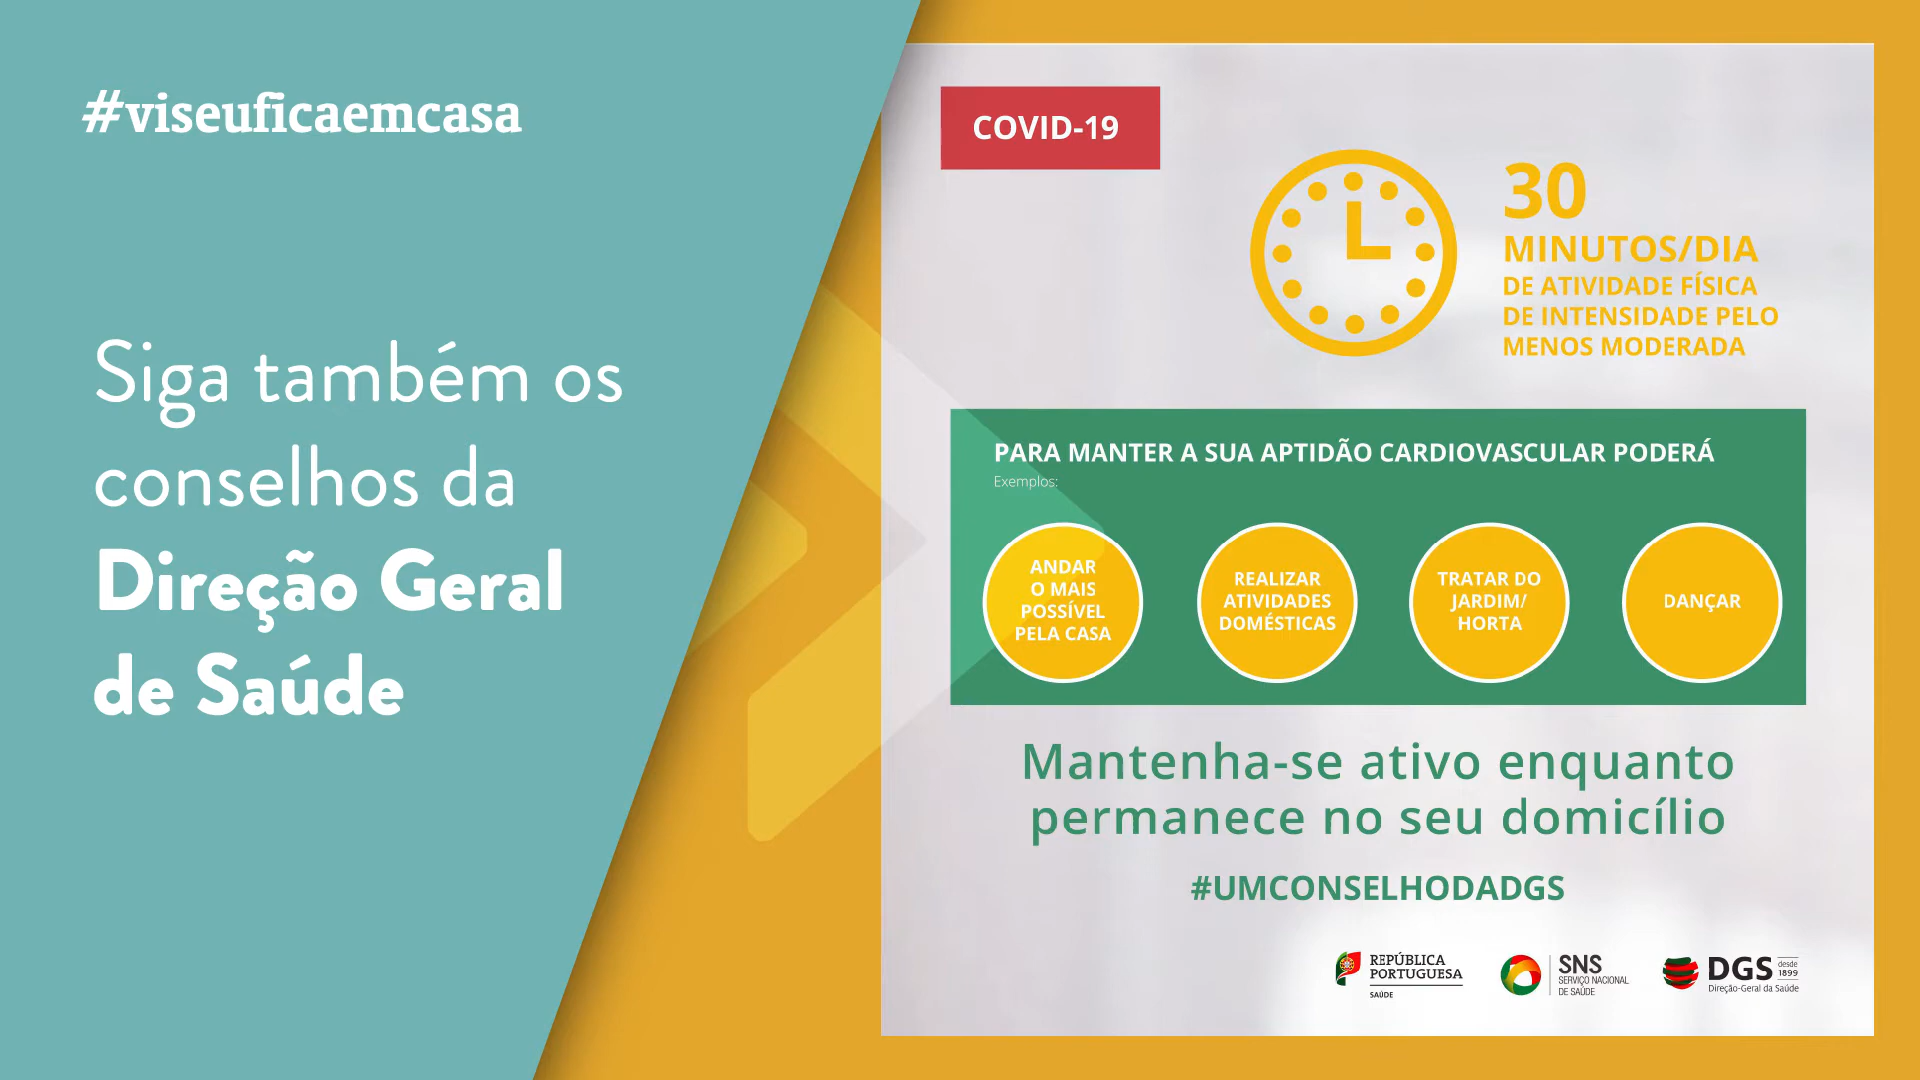 #viseuficaemcasa
Siga também os
conselhos da
Direção Geral
de Saúde
COVID-19
30
MINUTOS/DIA
DE ATIVIDADE FÍSICA
DE INTENSIDADE PELO
MENOS MODERADA
PARA MANTER A SUA APTIDÃO CARDIOVASCULAR PODERÁ
Exemplos:
ANDAR
O MAIS
POSSÍVEL
PELA CASA
REALIZAR
ATIVIDADES
DOMÉSTICAS
TRATAR DO
JARDIM/
HORTA
DANÇAR
Mantenha-se ativo enquanto
permanece no seu domicílio
#UMCONSELHODADGS
REPÚBLICA
PORTUGUESA
SAÚDE
SNS
SERVIÇO NACIONAL
DE SAÚDE
DGS
desde
1899
Direção-Geral da Saúde